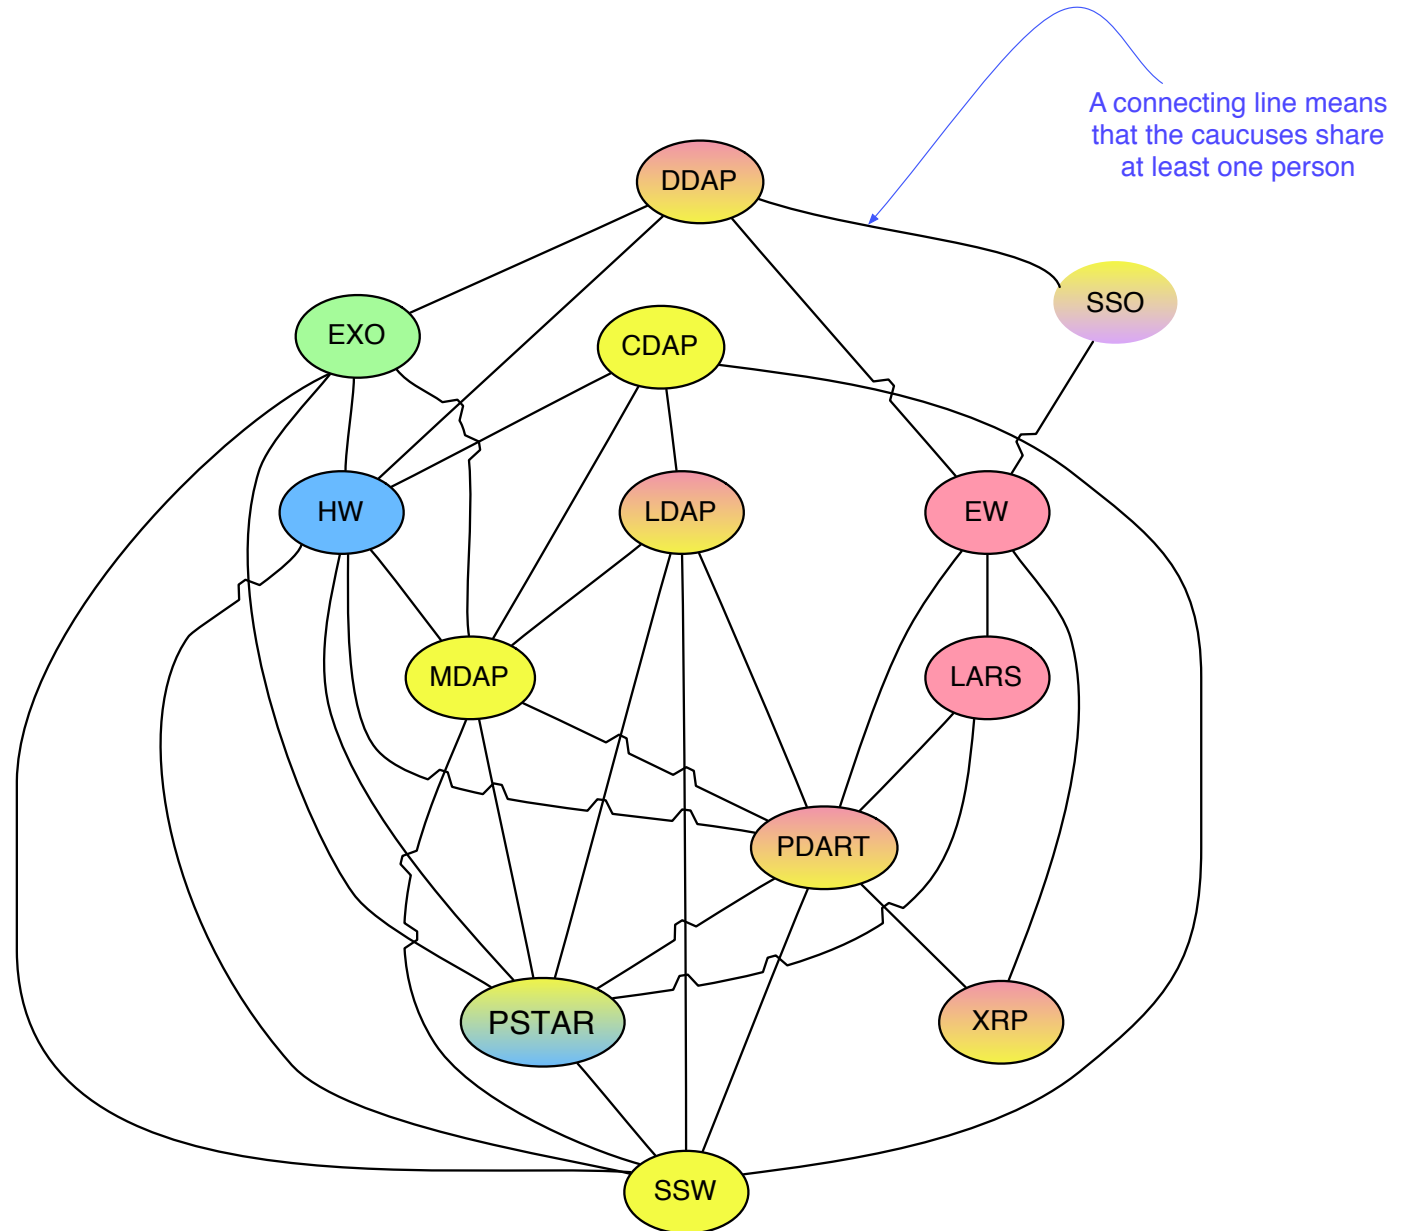 A connecting line means
that the caucuses share
at least one person
DDAP
SSO
EXO
CDAP
HW
LDAP
EW
MDAP
LARS
PDART
PSTAR
XRP
SSW